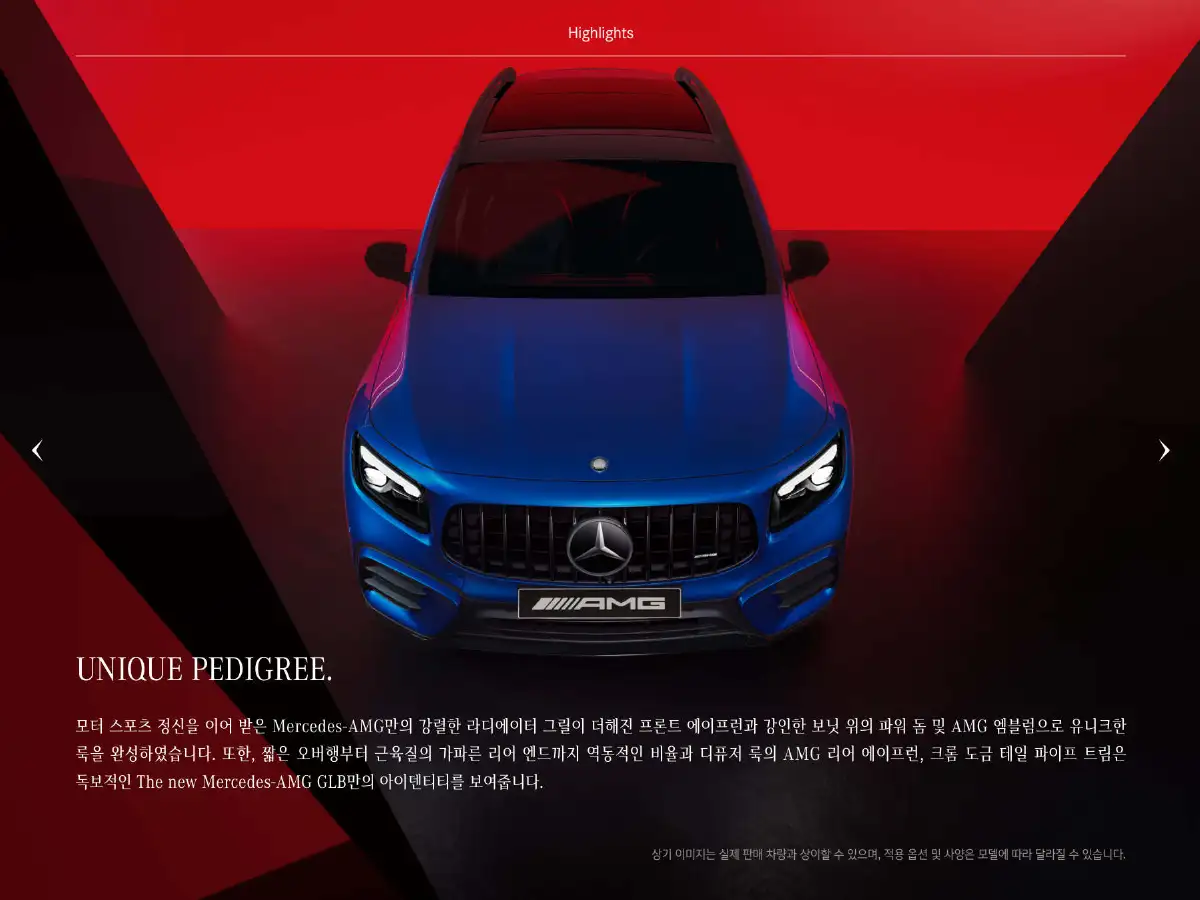 Highlights
AMG
UNIQUE PEDIGREE.
모터 스포츠 정신을 이어 받은 Mercedes-AMG만의 강렬한 라디에이터 그릴이 더해진 프론트 에이프런과 강인한 보닛 위의 파워 돔 및 AMG 엠블럼으로 유니크한
룩을 완성하였습니다. 또한, 짧은 오버행부터 근육질의 가파른 리어 엔드까지 역동적인 비율과 디퓨저 룩의 AMG 리어 에이프런, 크롬 도금 테일 파이프 트림은
독보적인 The new Mercedes-AMG GLB만의 아이덴티티를 보여줍니다.
상기 이미지는 실제 판매 차량과 상이할 수 있으며, 적용 옵션 및 사양은 모델에 따라 달라질 수 있습니다.